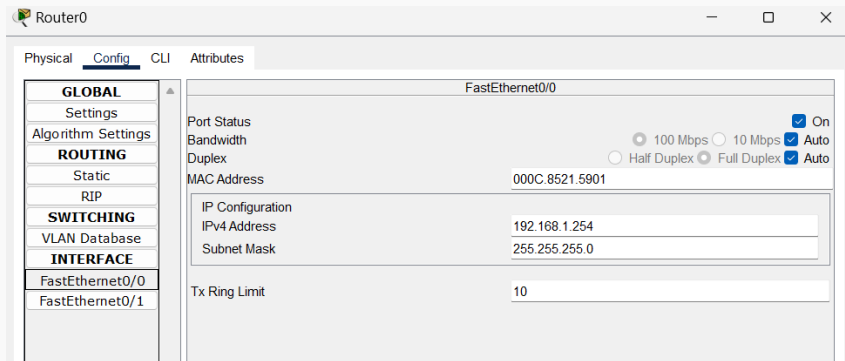 Router0
Physical Config CLI Attributes
GLOBAL
Settings
Algorithm Settings
ROUTING
Static
RIP
SWITCHING
VLAN Database
INTERFACE
FastEthernet0/0
FastEthernet0/1
FastEthernet0/0
Port Status On
Bandwidth 100 Mbps 10 Mbps Auto
Duplex Half Duplex Full Duplex Auto
MAC Address 000C.8521.5901
IP Configuration
IPv4 Address 192.168.1.254
Subnet Mask 255.255.255.0
Tx Ring Limit 10